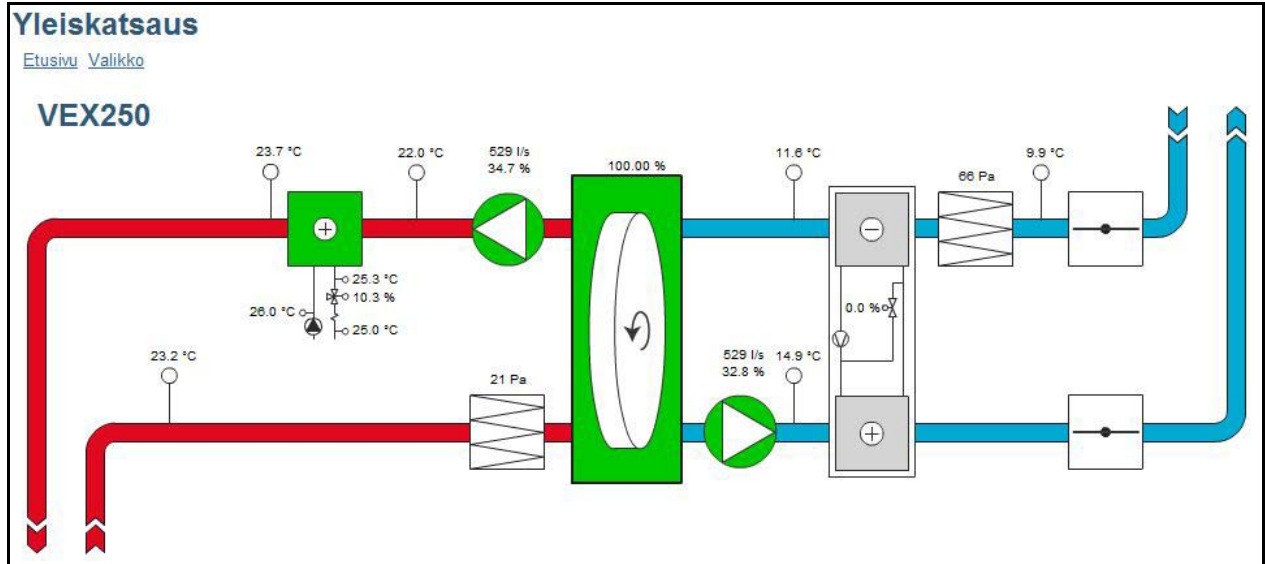 Yleiskatsaus
Etusivu Valikko
VEX250
23.7 °C
22.0 °C
529 l/s
34.7 %
100.00 %
11.6 °C
66 Pa
9.9 °C
25.3 °C
10.3 %
26.0 °C
25.0 °C
0.0 %
23.2 °C
21 Pa
529 l/s
32.8 %
14.9 °C